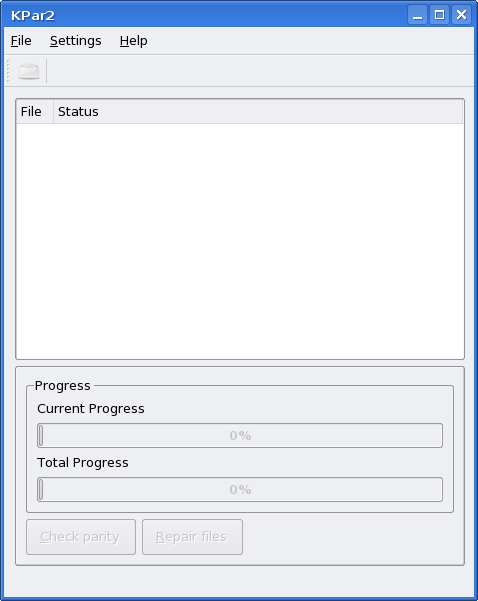 KPar2
File Settings Help
File Status
Progress
Current Progress
0%
Total Progress
0%
Check parity Repair files